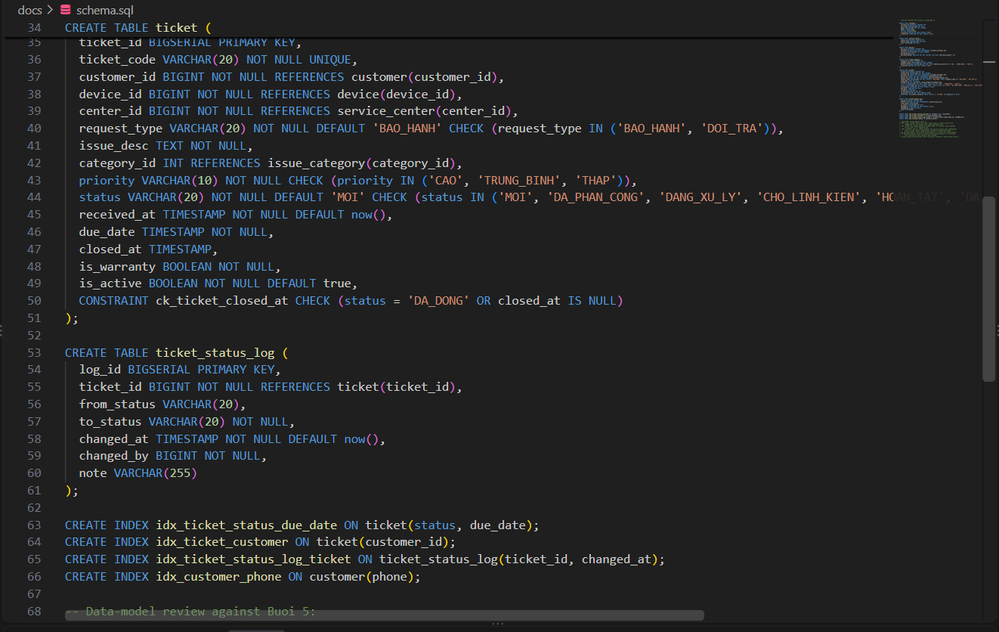 docs > schema.sql
34 CREATE TABLE ticket (
35 ticket_id BIGSERIAL PRIMARY KEY,
36 ticket_code VARCHAR(20) NOT NULL UNIQUE,
37 customer_id BIGINT NOT NULL REFERENCES customer(customer_id),
38 device_id BIGINT NOT NULL REFERENCES device(device_id),
39 center_id BIGINT NOT NULL REFERENCES service_center(center_id),
40 request_type VARCHAR(20) NOT NULL DEFAULT 'BAO_HANH' CHECK (request_type IN ('BAO_HANH', 'DOI_TRA')),
41 issue_desc TEXT NOT NULL,
42 category_id INT REFERENCES issue_category(category_id),
43 priority VARCHAR(10) NOT NULL CHECK (priority IN ('CAO', 'TRUNG_BINH', 'THAP')),
44 status VARCHAR(20) NOT NULL DEFAULT 'MOI' CHECK (status IN ('MOI', 'DA_PHAN_CONG', 'DANG_XU_LY', 'CHO_LINH_KIEN', 'HOAN_TAT', 'DA_
45 received_at TIMESTAMP NOT NULL DEFAULT now(),
46 due_date TIMESTAMP NOT NULL,
47 closed_at TIMESTAMP,
48 is_warranty BOOLEAN NOT NULL,
49 is_active BOOLEAN NOT NULL DEFAULT true,
50 CONSTRAINT ck_ticket_closed_at CHECK (status = 'DA_DONG' OR closed_at IS NULL)
51 );
52
53 CREATE TABLE ticket_status_log (
54 log_id BIGSERIAL PRIMARY KEY,
55 ticket_id BIGINT NOT NULL REFERENCES ticket(ticket_id),
56 from_status VARCHAR(20),
57 to_status VARCHAR(20) NOT NULL,
58 changed_at TIMESTAMP NOT NULL DEFAULT now(),
59 changed_by BIGINT NOT NULL,
60 note VARCHAR(255)
61 );
62
63 CREATE INDEX idx_ticket_status_due_date ON ticket(status, due_date);
64 CREATE INDEX idx_ticket_customer ON ticket(customer_id);
65 CREATE INDEX idx_ticket_status_log_ticket ON ticket_status_log(ticket_id, changed_at);
66 CREATE INDEX idx_customer_phone ON customer(phone);
67
68 -- Data-model review against Buoi 5: